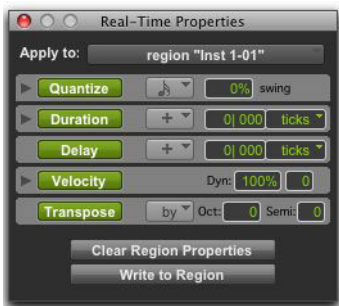 Real-Time Properties
Apply to: region "Inst 1-01"
Quantize 0% swing
Duration + 0| 000 ticks
Delay + 0| 000 ticks
Velocity Dyn: 100% 0
Transpose by Oct: 0 Semi: 0
Clear Region Properties
Write to Region